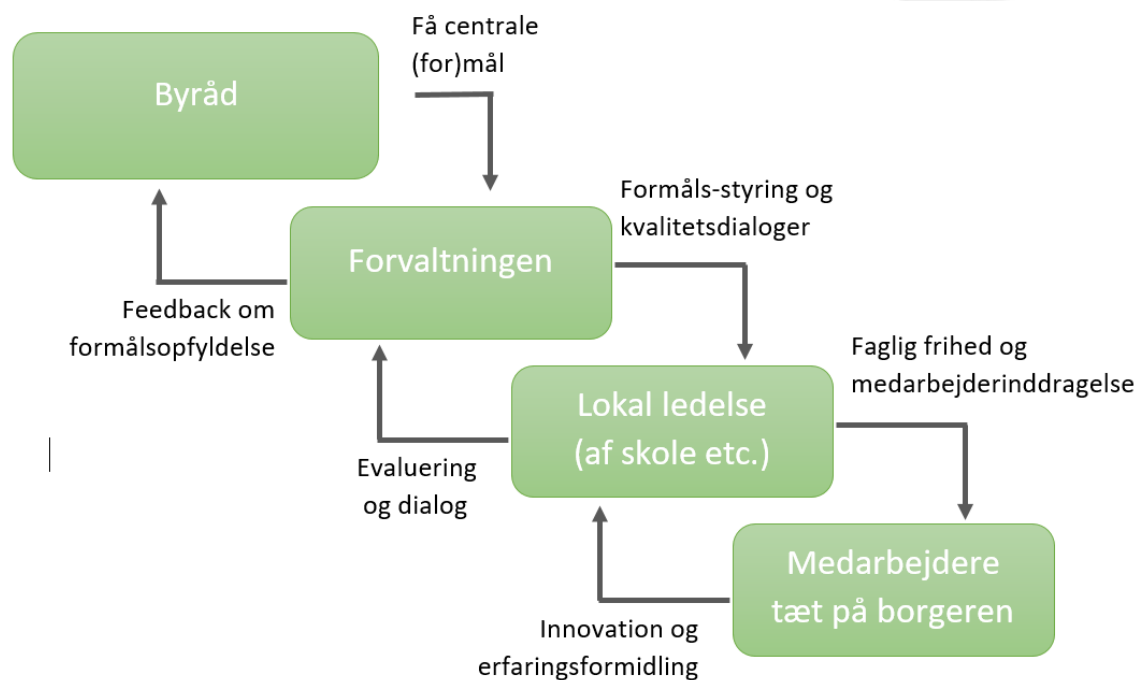 Få centrale
(for)mål
Byråd
Formåls-styring og
kvalitetsdialoger
Forvaltningen
Feedback om
formålsopfyldelse
Faglig frihed og
medarbejderinddragelse
Lokal ledelse
(af skole etc.)
Evaluering
og dialog
Medarbejdere
tæt på borgeren
Innovation og
erfaringsformidling